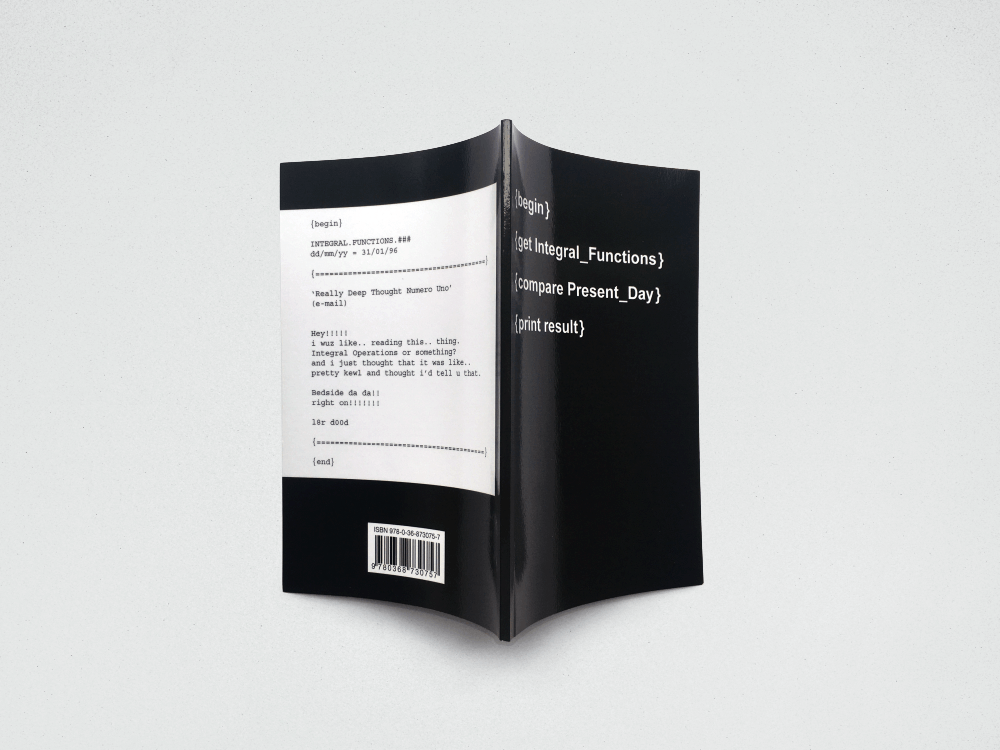 {begin}
INTEGRAL.FUNCTIONS.###
dd/mm/yy = 31/01/96
{=====================================}
'Really Deep Thought Numero Uno'
(e-mail)
Hey!!!!!
i wuz like.. reading this.. thing.
Integral Operations or something?
and i just thought that it was like..
pretty kewl and thought i'd tell u that.
Bedside da da!!
right on!!!!!!!
l8r d00d
{=====================================}
{end}
ISBN 978-0-36-873075-7
9 780368 730757
{begin}
{get Integral_Functions}
{compare Present_Day}
{print result}